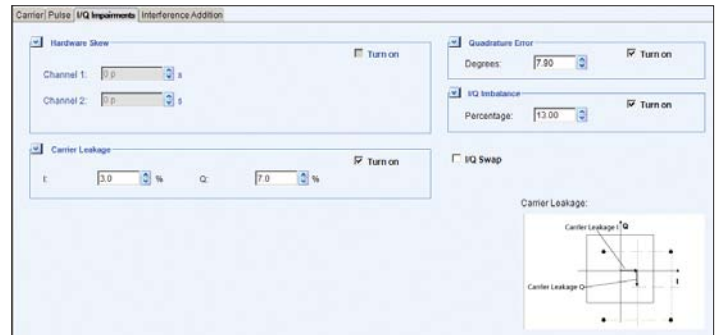 Carrier Pulse I/Q Impairments Interference Addition
Hardware Skew
Turn on
Channel 1: 0 p s
Channel 2: 0 p s
Carrier Leakage
Turn on
I: 3.0 % Q: 7.0 %
Quadrature Error
Degrees: 7.90
Turn on
I/Q Imbalance
Percentage: 13.00
Turn on
I/Q Swap
Carrier Leakage:
Carrier Leakage I Q
I
Carrier Leakage Q